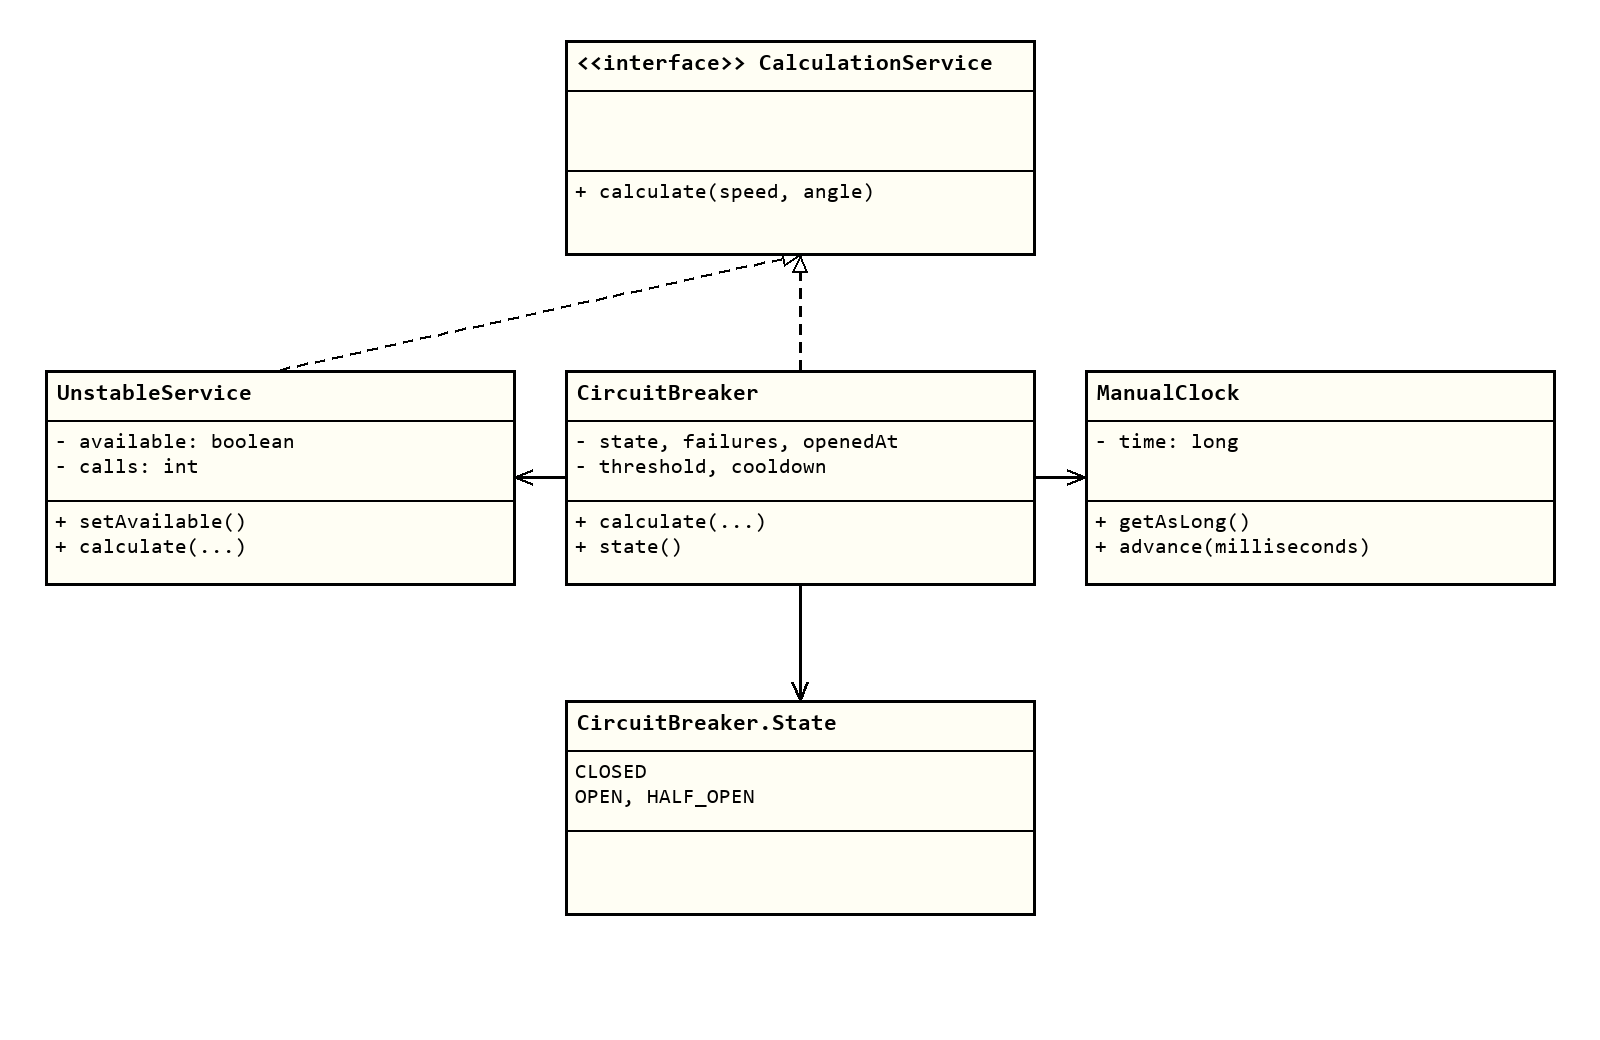 <<interface>> CalculationService
+ calculate(speed, angle)
UnstableService
- available: boolean
- calls: int
+ setAvailable()
+ calculate(...)
CircuitBreaker
- state, failures, openedAt
- threshold, cooldown
+ calculate(...)
+ state()
ManualClock
- time: long
+ getAsLong()
+ advance(milliseconds)
CircuitBreaker.State
CLOSED
OPEN, HALF_OPEN